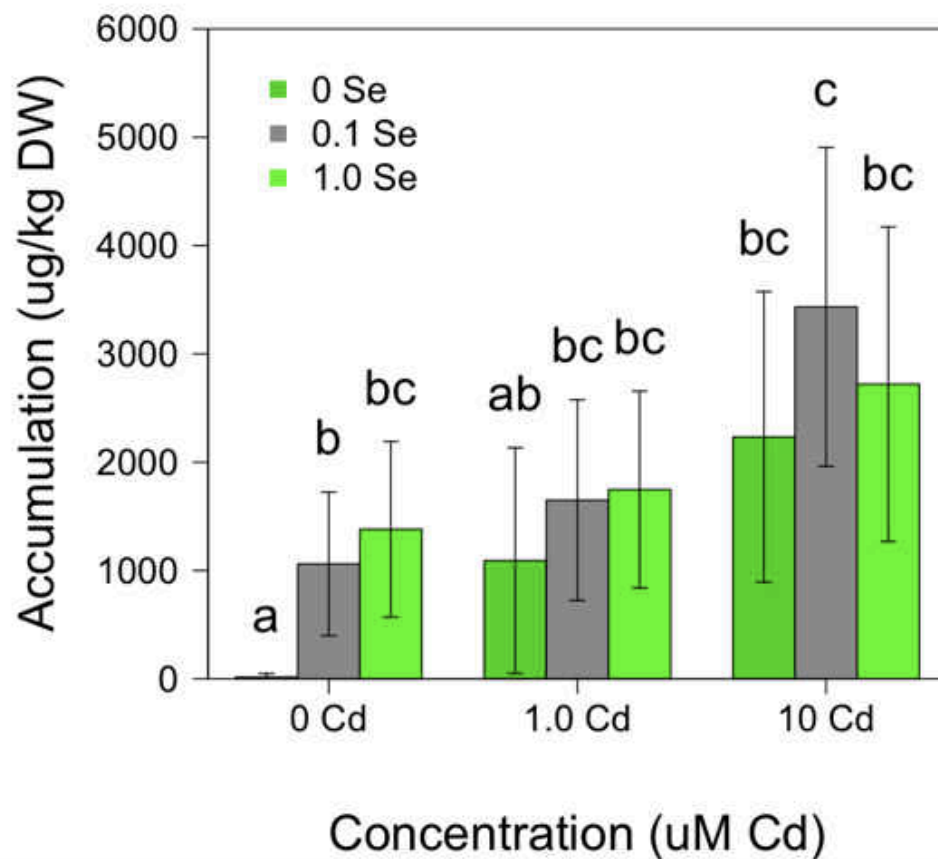 6000
5000
4000
3000
2000
1000
0
Accumulation (ug/kg DW)
0 Se
0.1 Se
1.0 Se
a
b
bc
ab
bc
bc
bc
c
bc
0 Cd
1.0 Cd
10 Cd
Concentration (uM Cd)